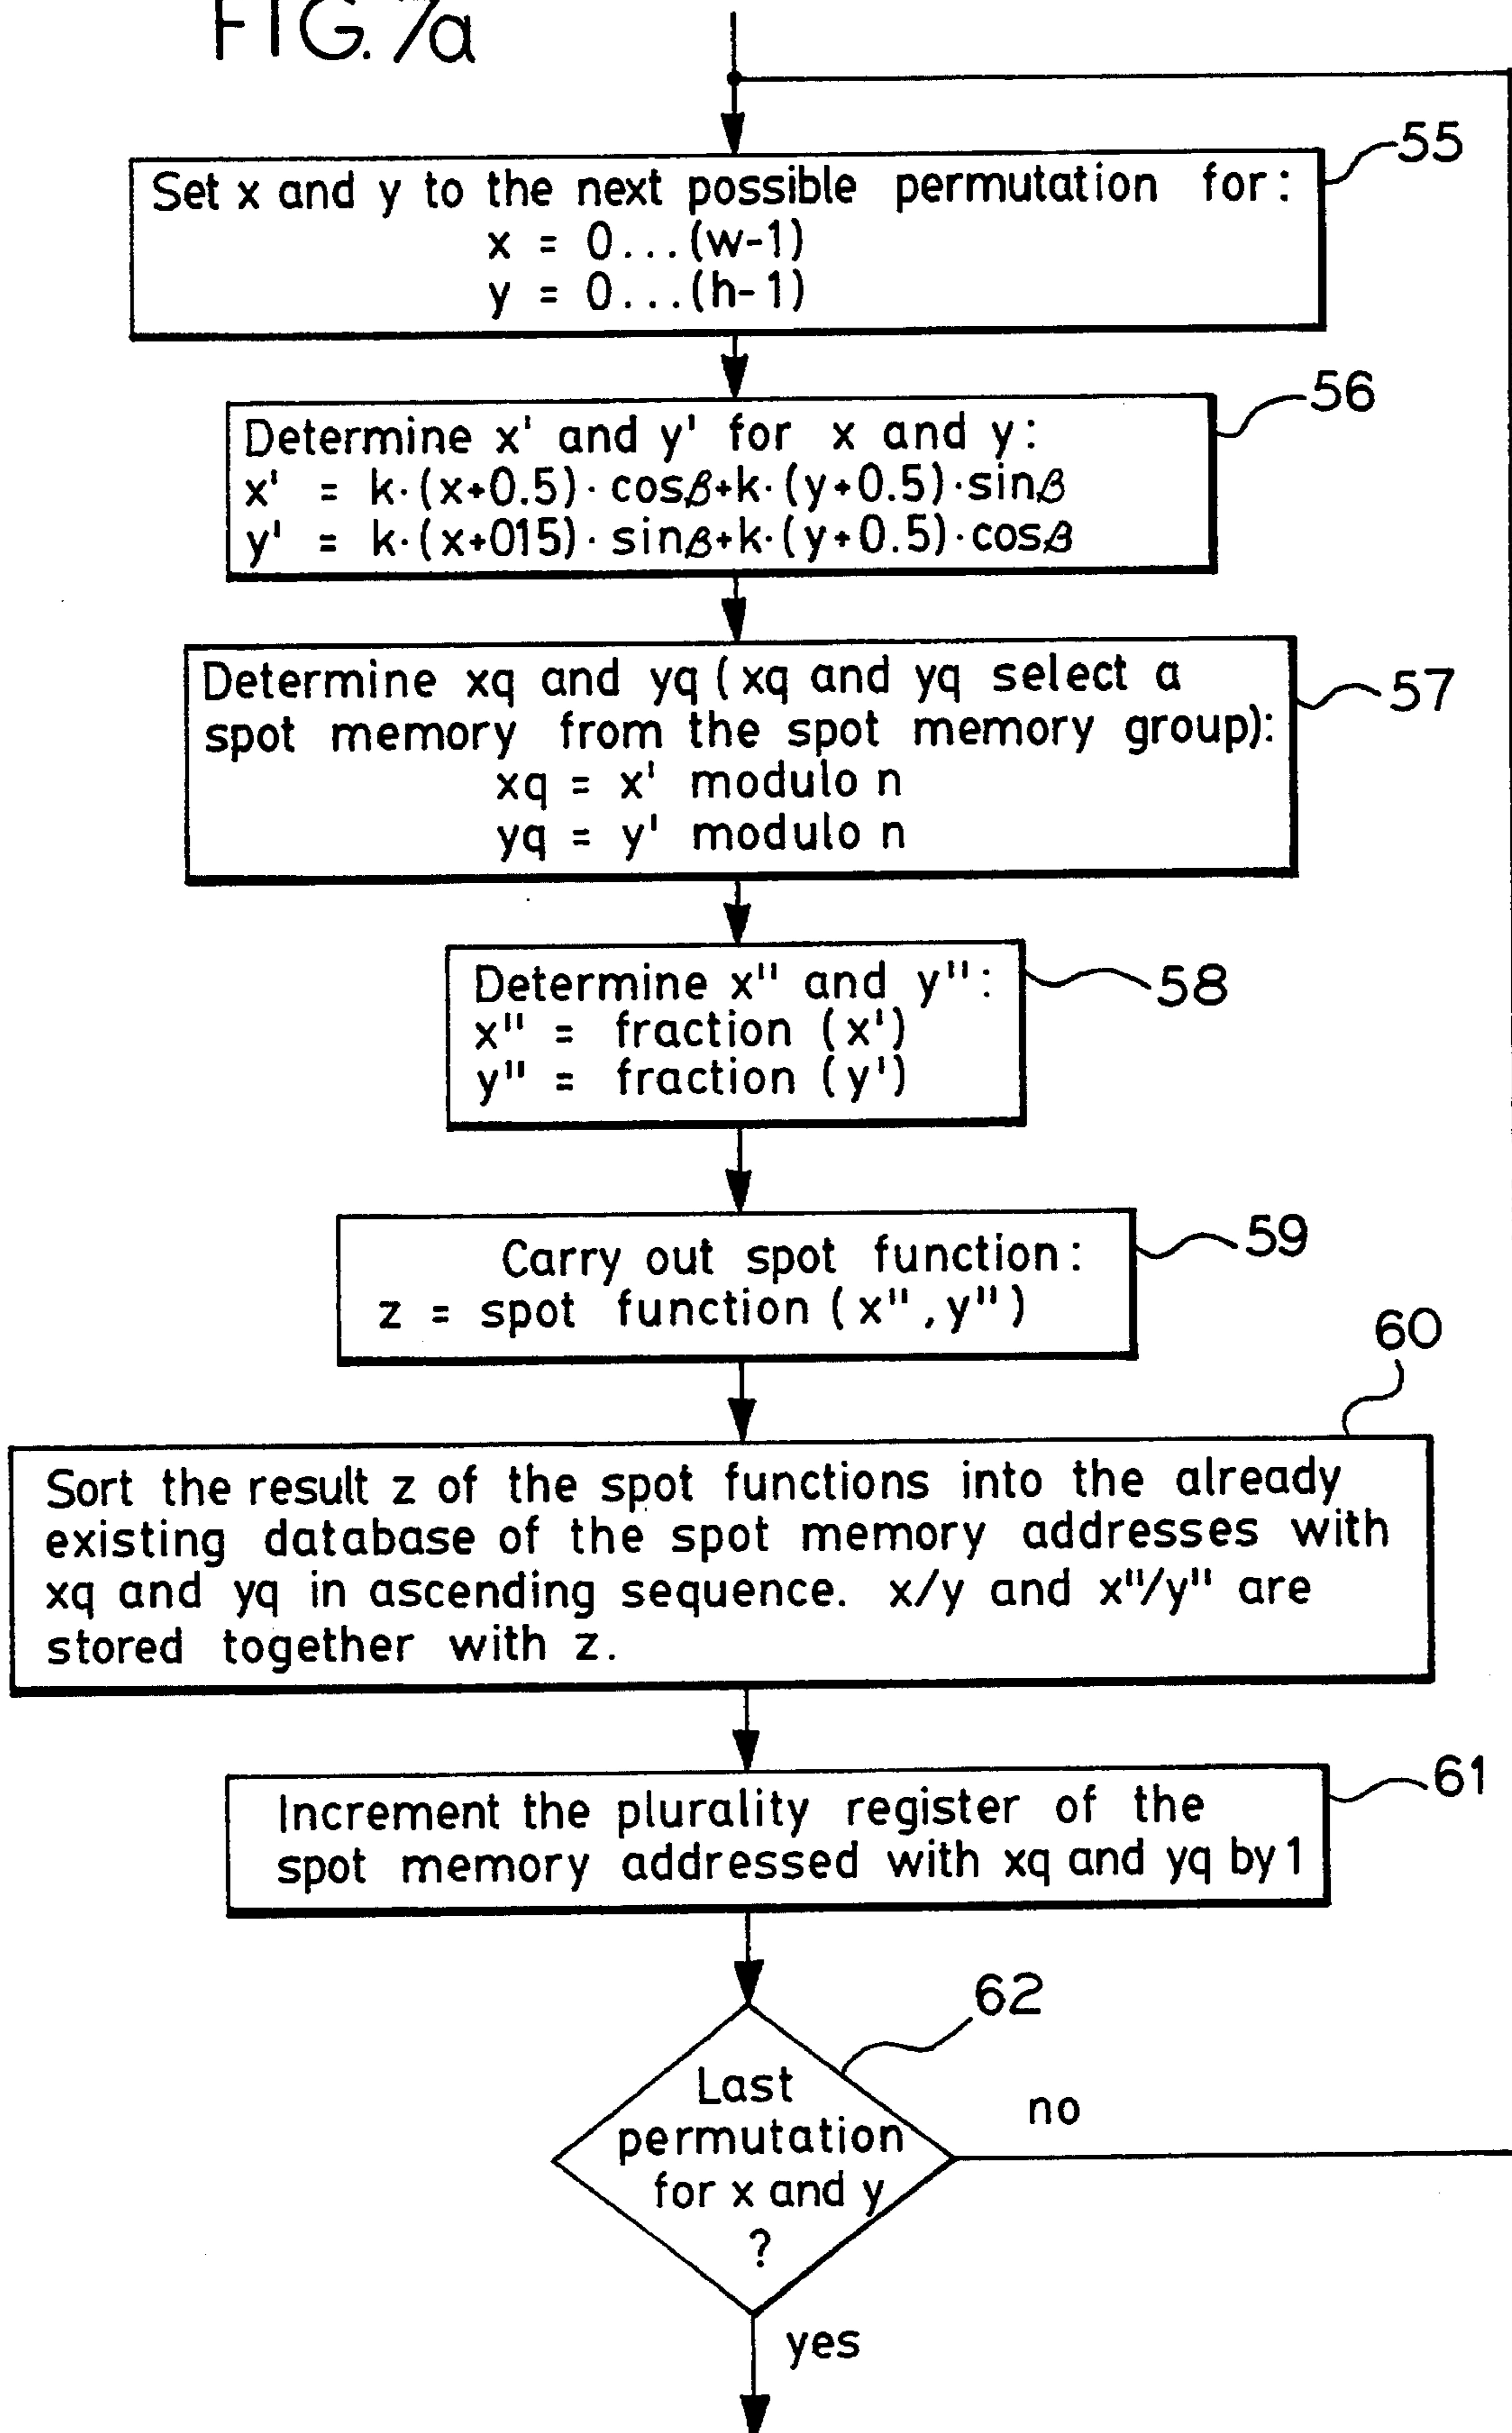 FIG. 7a
55
Set x and y to the next possible permutation for:
x = 0...(w-1)
y = 0...(h-1)
56
Determine x' and y' for x and y:
x' = k·(x+0.5)·cosβ+k·(y+0.5)·sinβ
y' = k·(x+015)·sinβ+k·(y+0.5)·cosβ
57
Determine xq and yq (xq and yq select a
spot memory from the spot memory group):
xq = x' modulo n
yq = y' modulo n
58
Determine x" and y":
x" = fraction (x')
y" = fraction (y')
59
Carry out spot function:
z = spot function (x",y")
60
Sort the result z of the spot functions into the already
existing database of the spot memory addresses with
xq and yq in ascending sequence. x/y and x"/y" are
stored together with z.
61
Increment the plurality register of the
spot memory addressed with xq and yq by 1
62
Last
permutation
for x and y
?
no
yes